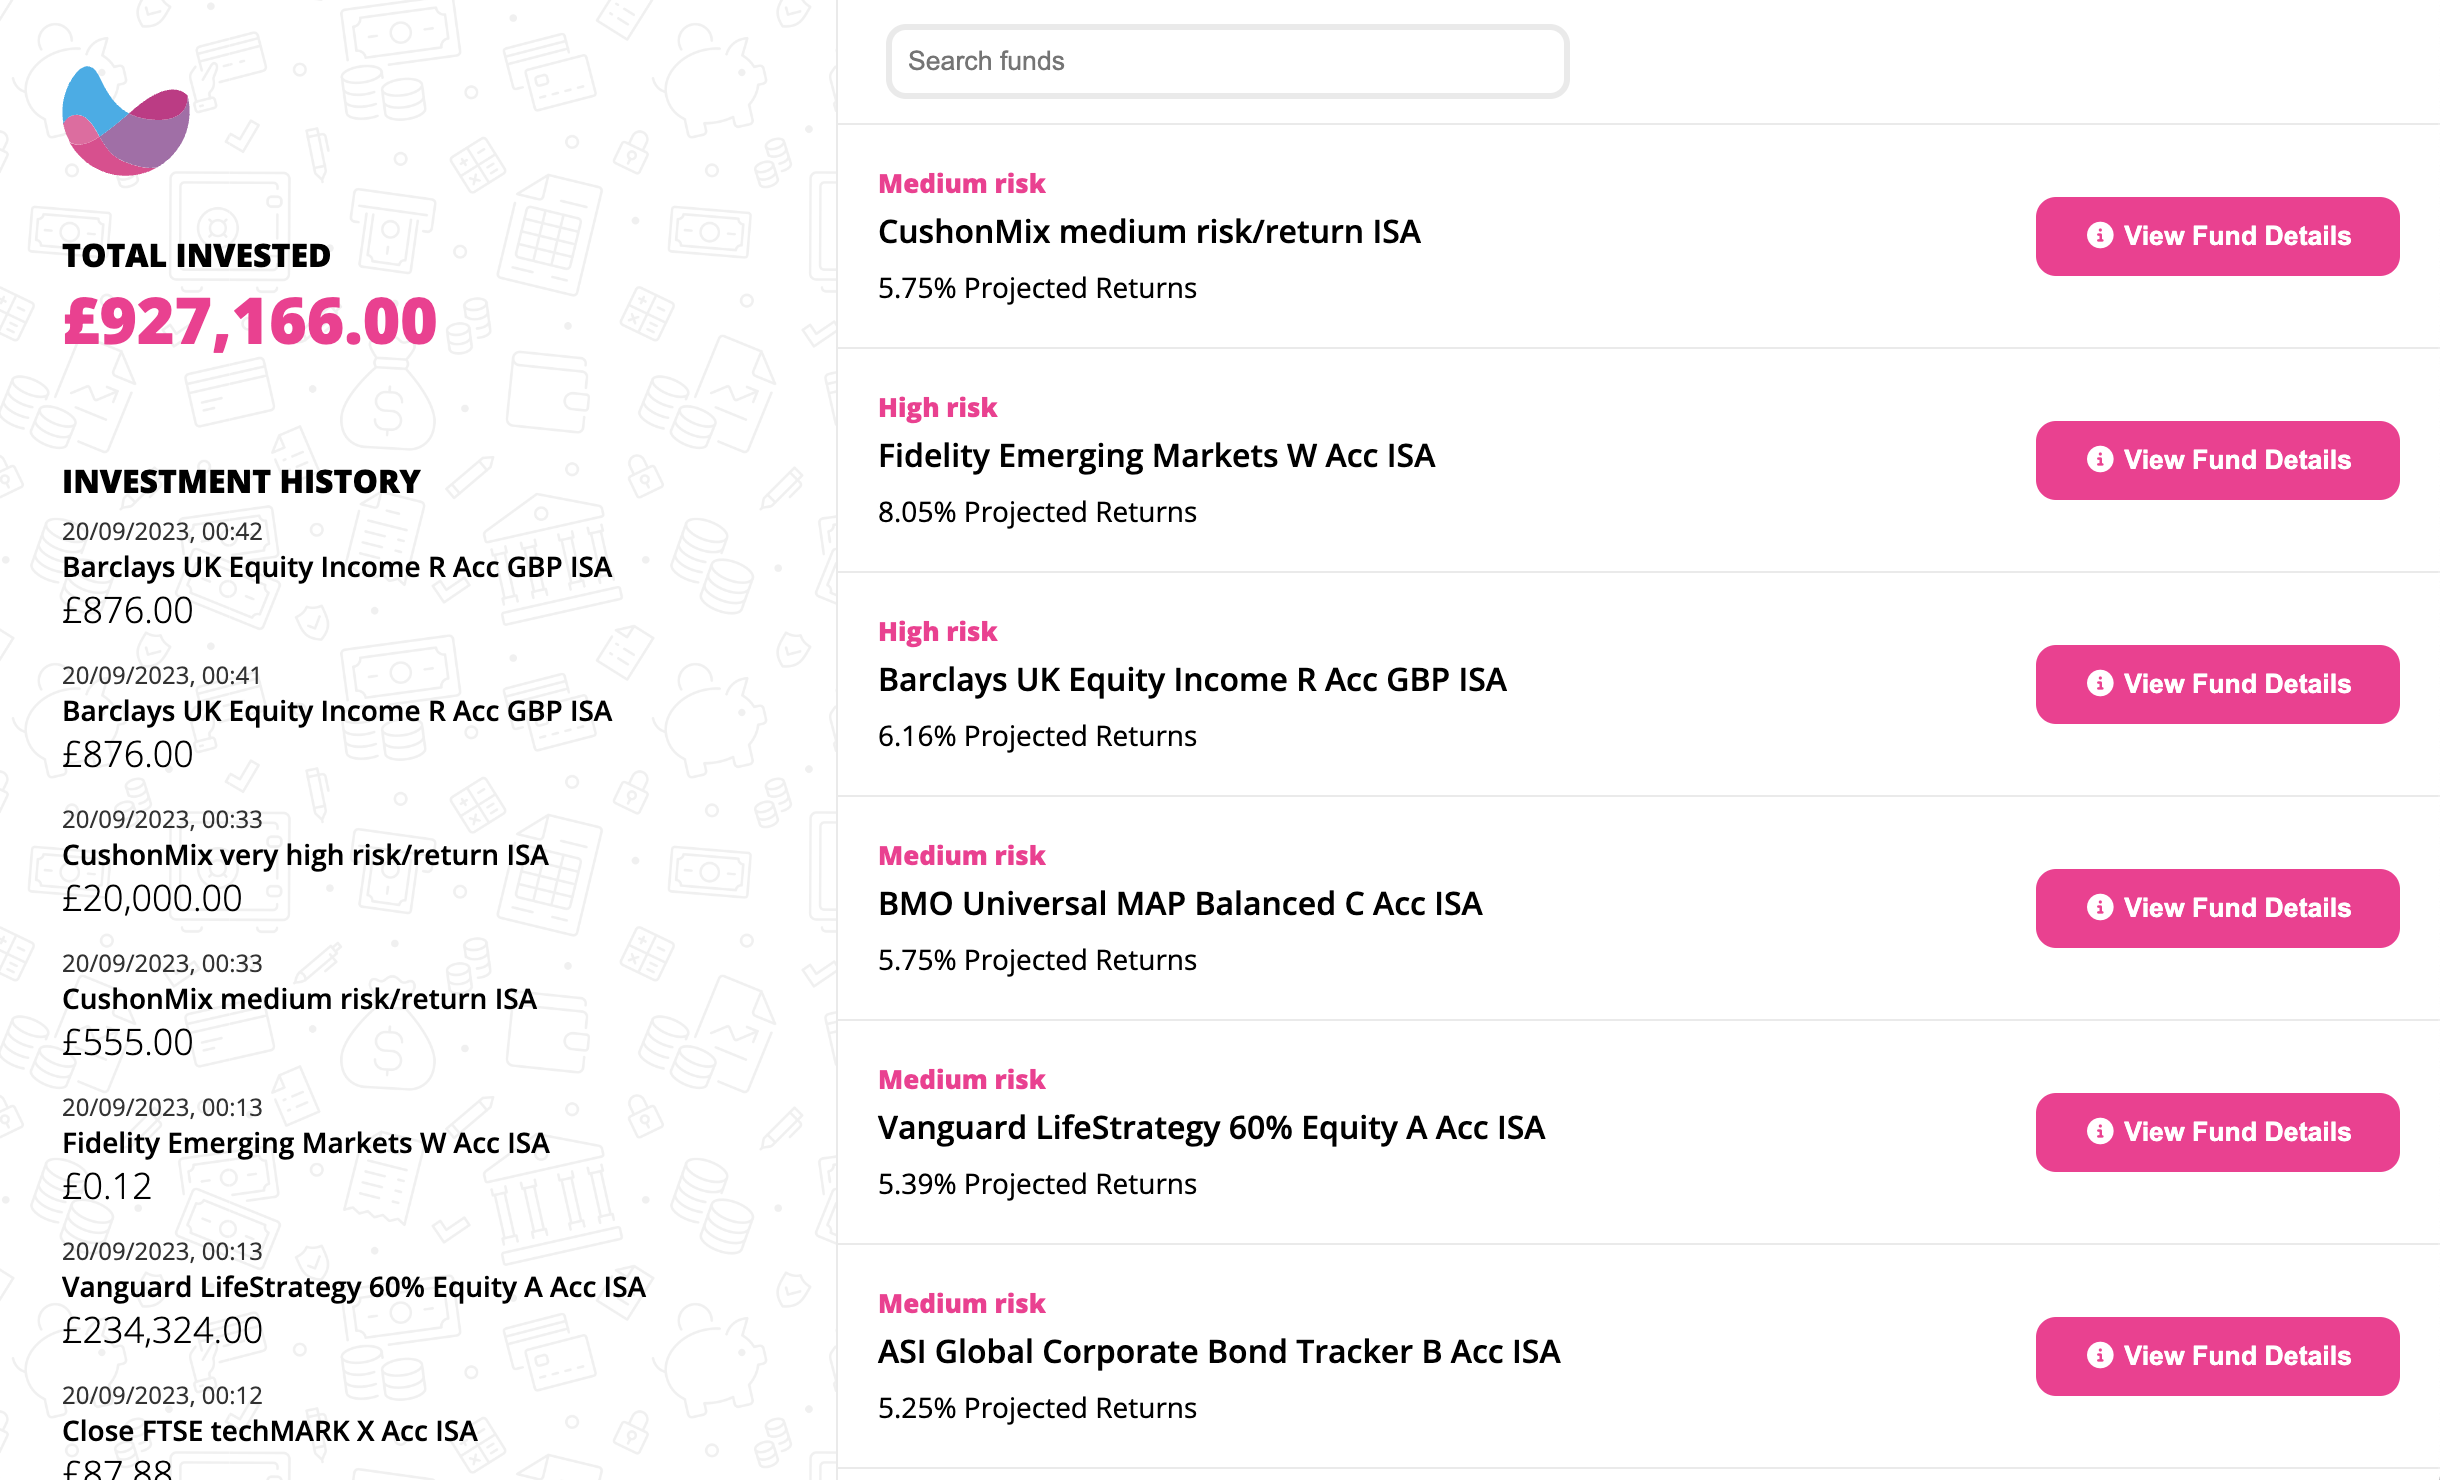 TOTAL INVESTED
£927,166.00
INVESTMENT HISTORY
20/09/2023, 00:42
Barclays UK Equity Income R Acc GBP ISA
£876.00
20/09/2023, 00:41
Barclays UK Equity Income R Acc GBP ISA
£876.00
20/09/2023, 00:33
CushonMix very high risk/return ISA
£20,000.00
20/09/2023, 00:33
CushonMix medium risk/return ISA
£555.00
20/09/2023, 00:13
Fidelity Emerging Markets W Acc ISA
£0.12
20/09/2023, 00:13
Vanguard LifeStrategy 60% Equity A Acc ISA
£234,324.00
20/09/2023, 00:12
Close FTSE techMARK X Acc ISA
£87.88
Search funds
Medium risk
CushonMix medium risk/return ISA
5.75% Projected Returns
View Fund Details
High risk
Fidelity Emerging Markets W Acc ISA
8.05% Projected Returns
View Fund Details
High risk
Barclays UK Equity Income R Acc GBP ISA
6.16% Projected Returns
View Fund Details
Medium risk
BMO Universal MAP Balanced C Acc ISA
5.75% Projected Returns
View Fund Details
Medium risk
Vanguard LifeStrategy 60% Equity A Acc ISA
5.39% Projected Returns
View Fund Details
Medium risk
ASI Global Corporate Bond Tracker B Acc ISA
5.25% Projected Returns
View Fund Details